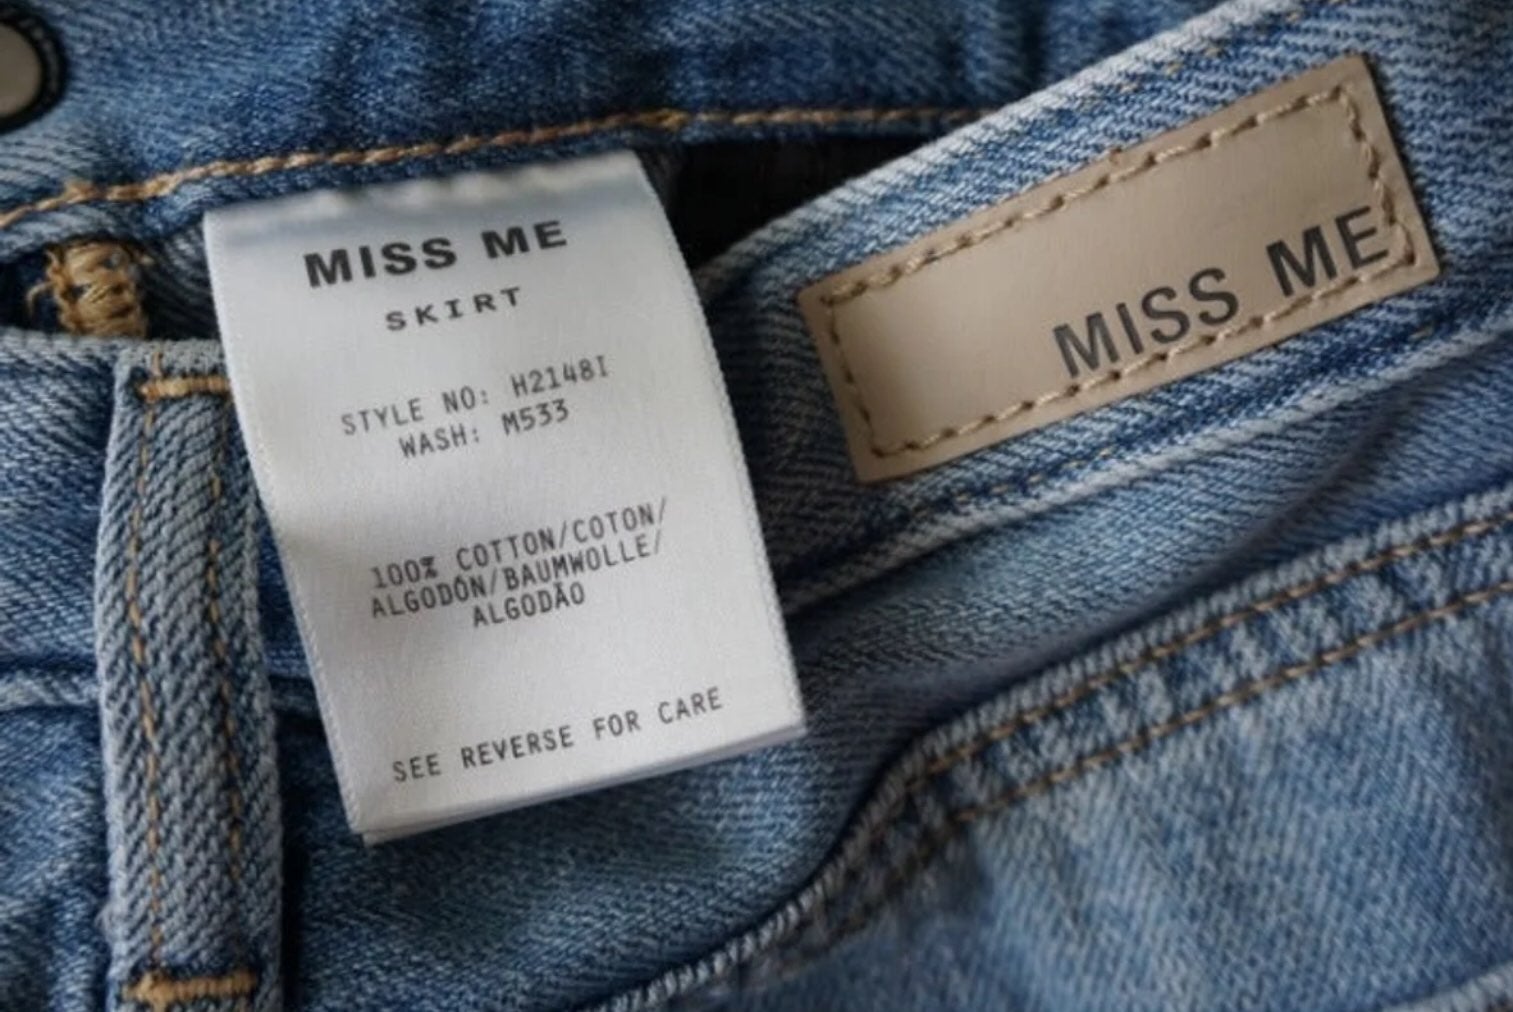 MISS ME
SKIRT
STYLE NO: H2148I
WASH: M533
100% COTTON/COTON/
ALGODÓN/BAUMWOLLE/
ALGODÃO
SEE REVERSE FOR CARE
MISS ME